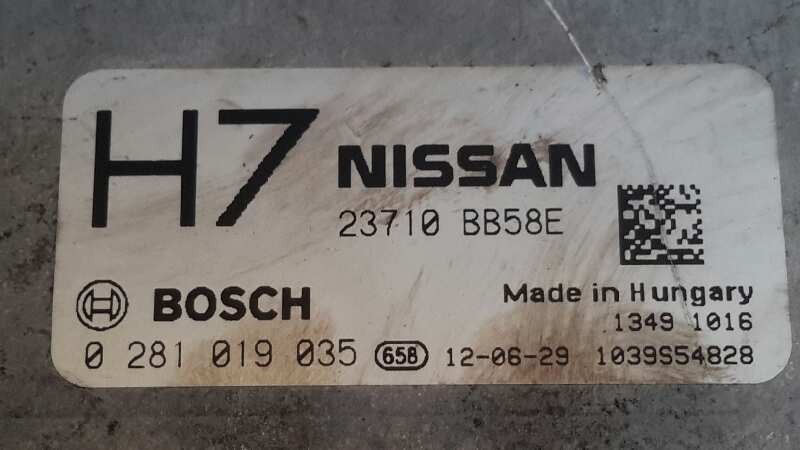 H7 NISSAN
23710 BB58E
BOSCH Made in Hungary
1349 1016
0 281 019 035 658 12-06-29 1039S54828